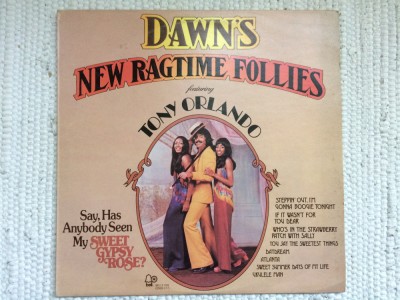 DAWN'S
NEW RAGTIME FOLLIES
featuring
TONY ORLANDO
Say, Has
Anybody Seen
My SWEET
GYPSY
ROSE?
STEPPIN' OUT, I'M
GONNA BOOGIE TONIGHT
IF IT WASN'T FOR
YOU DEAR
WHO'S IN THE STRAWBERRY
PATCH WITH SALLY
YOU SAY THE SWEETEST THINGS
DAYDREAM
ATLANTA
SWEET SUMMER DAYS OF MY LIFE
UKULELE MAN